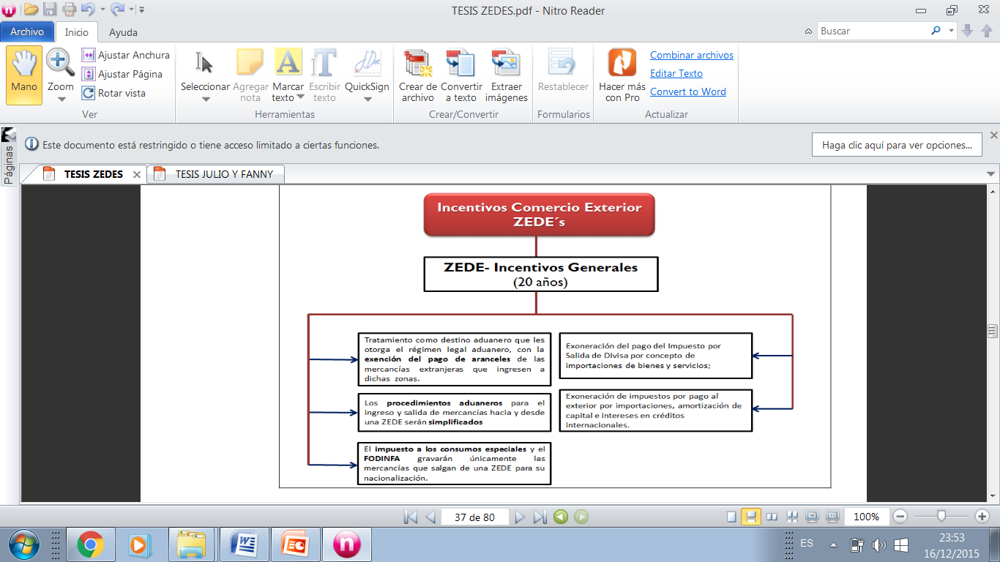 TESIS ZEDES.pdf - Nitro Reader
Archivo
Inicio
Ayuda
Buscar
Mano
Zoom
Ajustar Anchura
Ajustar Página
Rotar vista
Ver
Seleccionar
Agregar
nota
Marcar
texto
Escribir
texto
QuickSign
Herramientas
Crear de
archivo
Convertir
a texto
Extraer
imágenes
Crear/Convertir
Restablecer
Formularios
Hacer más
con Pro
Combinar archivos
Editar Texto
Convert to Word
Actualizar
Páginas
Este documento está restringido o tiene acceso limitado a ciertas funciones.
Haga clic aquí para ver opciones...
TESIS ZEDES
TESIS JULIO Y FANNY
Incentivos Comercio Exterior
ZEDE´s
ZEDE- Incentivos Generales
(20 años)
Tratamiento como destino aduanero que les
otorga el régimen legal aduanero, con la
exención del pago de aranceles de las
mercancías extranjeras que ingresen a
dichas zonas.
Los procedimientos aduaneros para el
ingreso y salida de mercancías hacia y desde
una ZEDE serán simplificados
El impuesto a los consumos especiales y el
FODINFA gravarán únicamente las
mercancías que salgan de una ZEDE para su
nacionalización.
Exoneración del pago del Impuesto por
Salida de Divisa por concepto de
importaciones de bienes y servicios;
Exoneración de impuestos por pago al
exterior por importaciones, amortización de
capital e intereses en créditos
internacionales.
37 de 80
100%
ES
23:53
16/12/2015